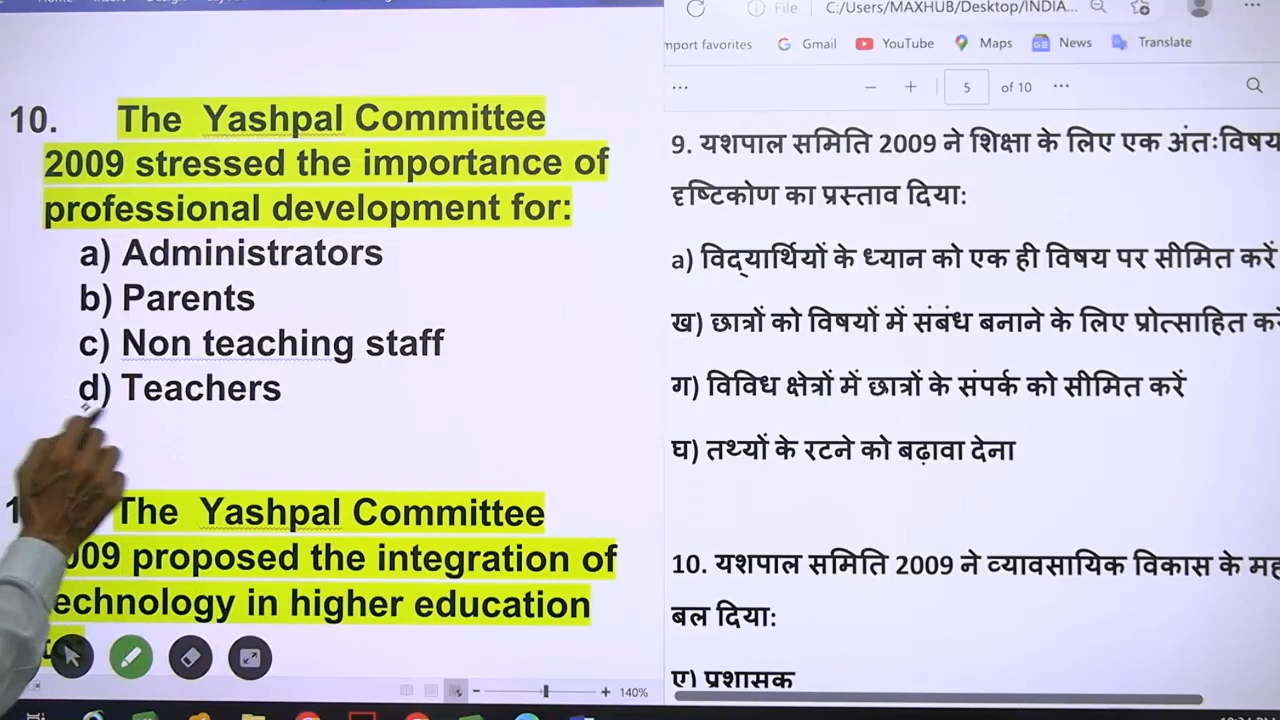 10. The Yashpal Committee
2009 stressed the importance of
professional development for:
a) Administrators
b) Parents
c) Non teaching staff
d) Teachers
The Yashpal Committee
009 proposed the integration of
echnology in higher education
140%
File C:/Users/MAXHUB/Desktop/INDIA...
mport favorites Gmail YouTube Maps News Translate
5 of 10
9. यशपाल समिति 2009 ने शिक्षा के लिए एक अंतःविषय
दृष्टिकोण का प्रस्ताव दिया:
a) विद्यार्थियों के ध्यान को एक ही विषय पर सीमित करें
ख) छात्रों को विषयों में संबंध बनाने के लिए प्रोत्साहित करें
ग) विविध क्षेत्रों में छात्रों के संपर्क को सीमित करें
घ) तथ्यों के रटने को बढ़ावा देना
10. यशपाल समिति 2009 ने व्यावसायिक विकास के
बल दिया:
ए) प्रशासक